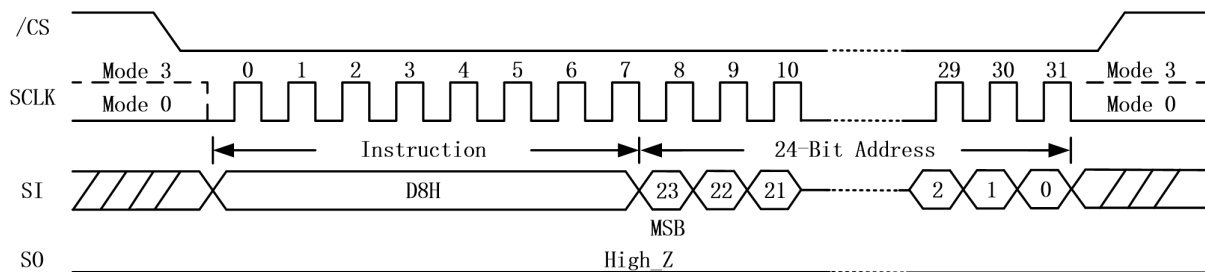 /CS
Mode 3 0 1 2 3 4 5 6 7 8 9 10 29 30 31 Mode 3
SCLK
Mode 0 Mode 0
Instruction 24-Bit Address
SI D8H 23 22 21 2 1 0
MSB
SO High_Z